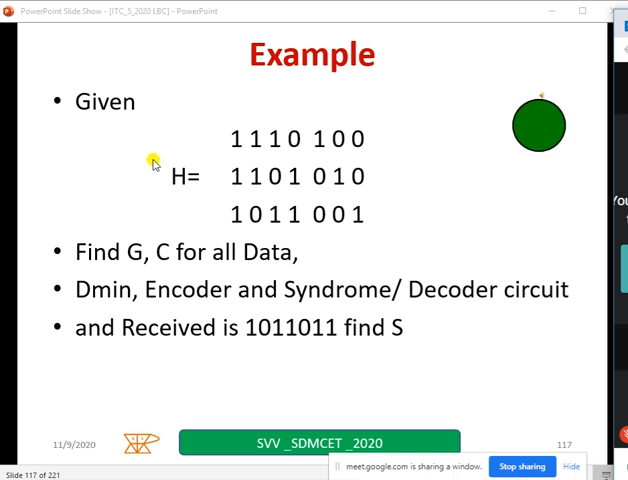 PowerPoint Slide Show - [ITC_5_2020 LBC] - PowerPoint
Example
• Given
1 1 1 0 1 0 0
H= 1 1 0 1 0 1 0
1 0 1 1 0 0 1
• Find G, C for all Data,
• Dmin, Encoder and Syndrome/ Decoder circuit
• and Received is 1011011 find S
11/9/2020
SVV _SDMCET _2020
117
meet.google.com is sharing a window.
Stop sharing
Hide
Slide 117 of 221